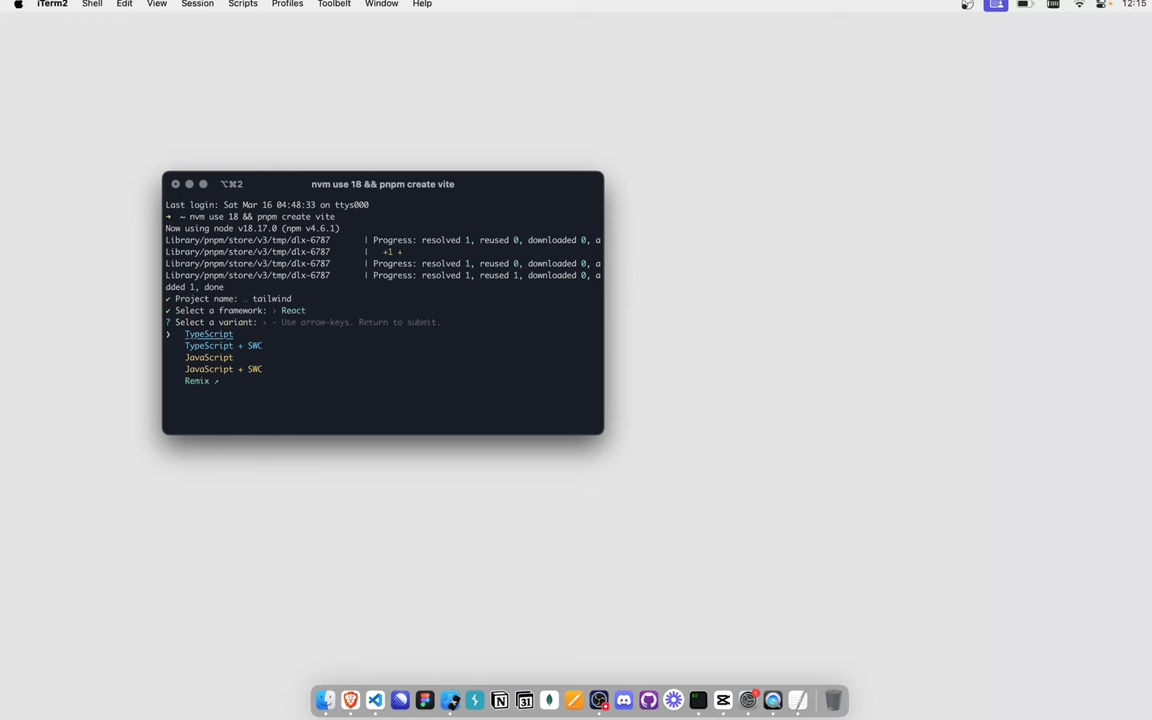 iTerm2 Shell Edit View Session Scripts Profiles Toolbelt Window Help 12:15
⌥⌘2 nvm use 18 && pnpm create vite
Last login: Sat Mar 16 04:48:33 on ttys000
➜ ~ nvm use 18 && pnpm create vite
Now using node v18.17.0 (npm v4.6.1)
Library/pnpm/store/v3/tmp/dlx-6787 | Progress: resolved 1, reused 0, downloaded 0, a
Library/pnpm/store/v3/tmp/dlx-6787 | +1 +
Library/pnpm/store/v3/tmp/dlx-6787 | Progress: resolved 1, reused 0, downloaded 0, a
Library/pnpm/store/v3/tmp/dlx-6787 | Progress: resolved 1, reused 1, downloaded 0, a
dded 1, done
✔ Project name: … tailwind
✔ Select a framework: › React
? Select a variant: › - Use arrow-keys. Return to submit.
❯ TypeScript
TypeScript + SWC
JavaScript
JavaScript + SWC
Remix ↗
31